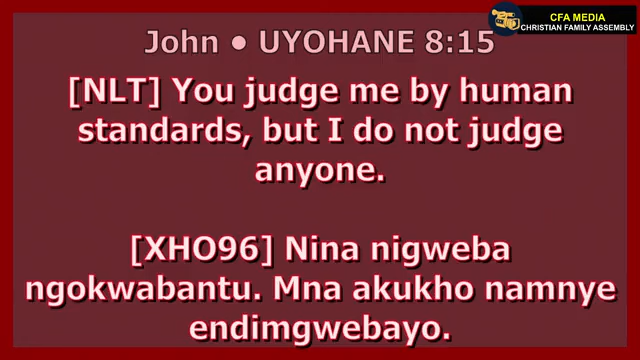 CFA MEDIA
CHRISTIAN FAMILY ASSEMBLY
John ● UYOHANE 8:15
[NLT] You judge me by human
standards, but I do not judge
anyone.
[XHO96] Nina nigweba
ngokwabantu. Mna akukho namnye
endimgwebayo.